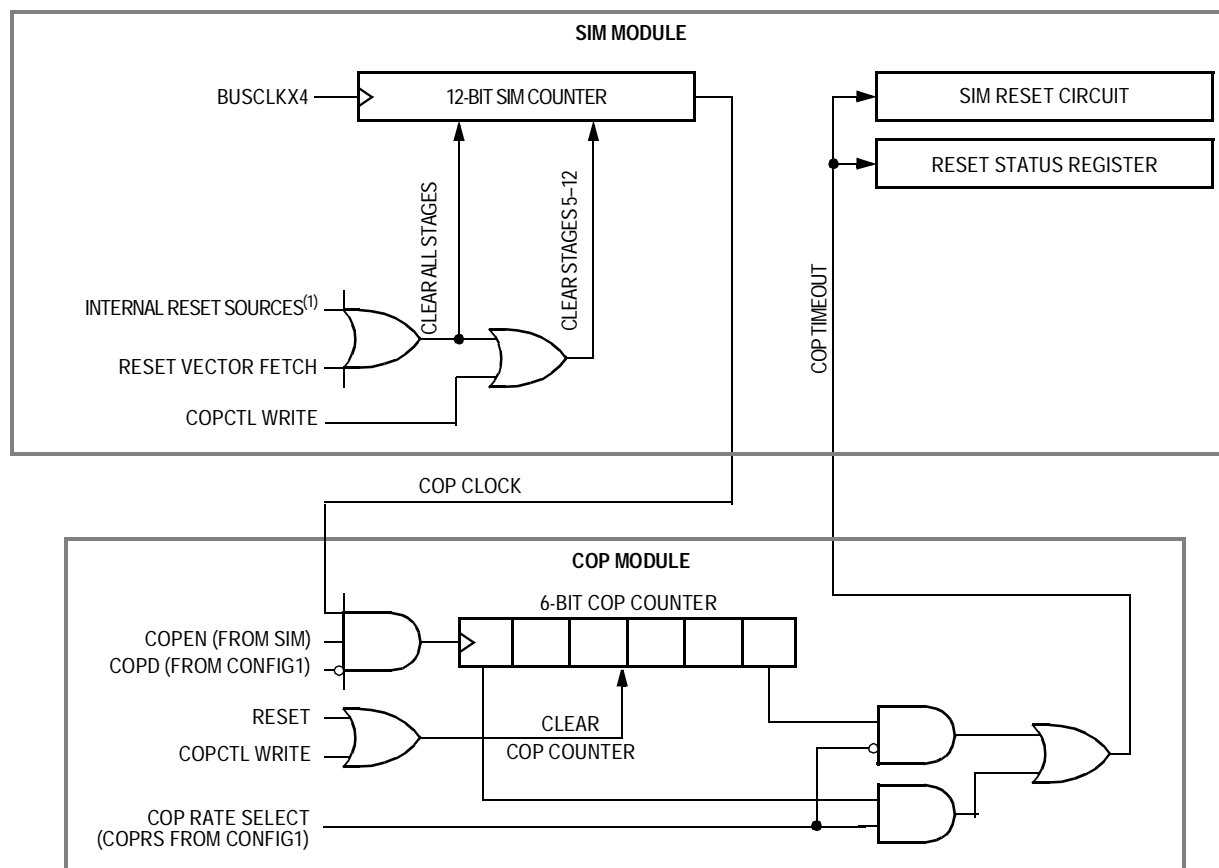 SIM MODULE
BUSCLKX4
12-BIT SIM COUNTER
SIM RESET CIRCUIT
RESET STATUS REGISTER
CLEAR ALL STAGES
CLEAR STAGES 5–12
COP TIMEOUT
INTERNAL RESET SOURCES(1)
RESET VECTOR FETCH
COPCTL WRITE
COP CLOCK
COP MODULE
6-BIT COP COUNTER
COPEN (FROM SIM)
COPD (FROM CONFIG1)
RESET
CLEAR
COPCTL WRITE
COP COUNTER
COP RATE SELECT
(COPRS FROM CONFIG1)